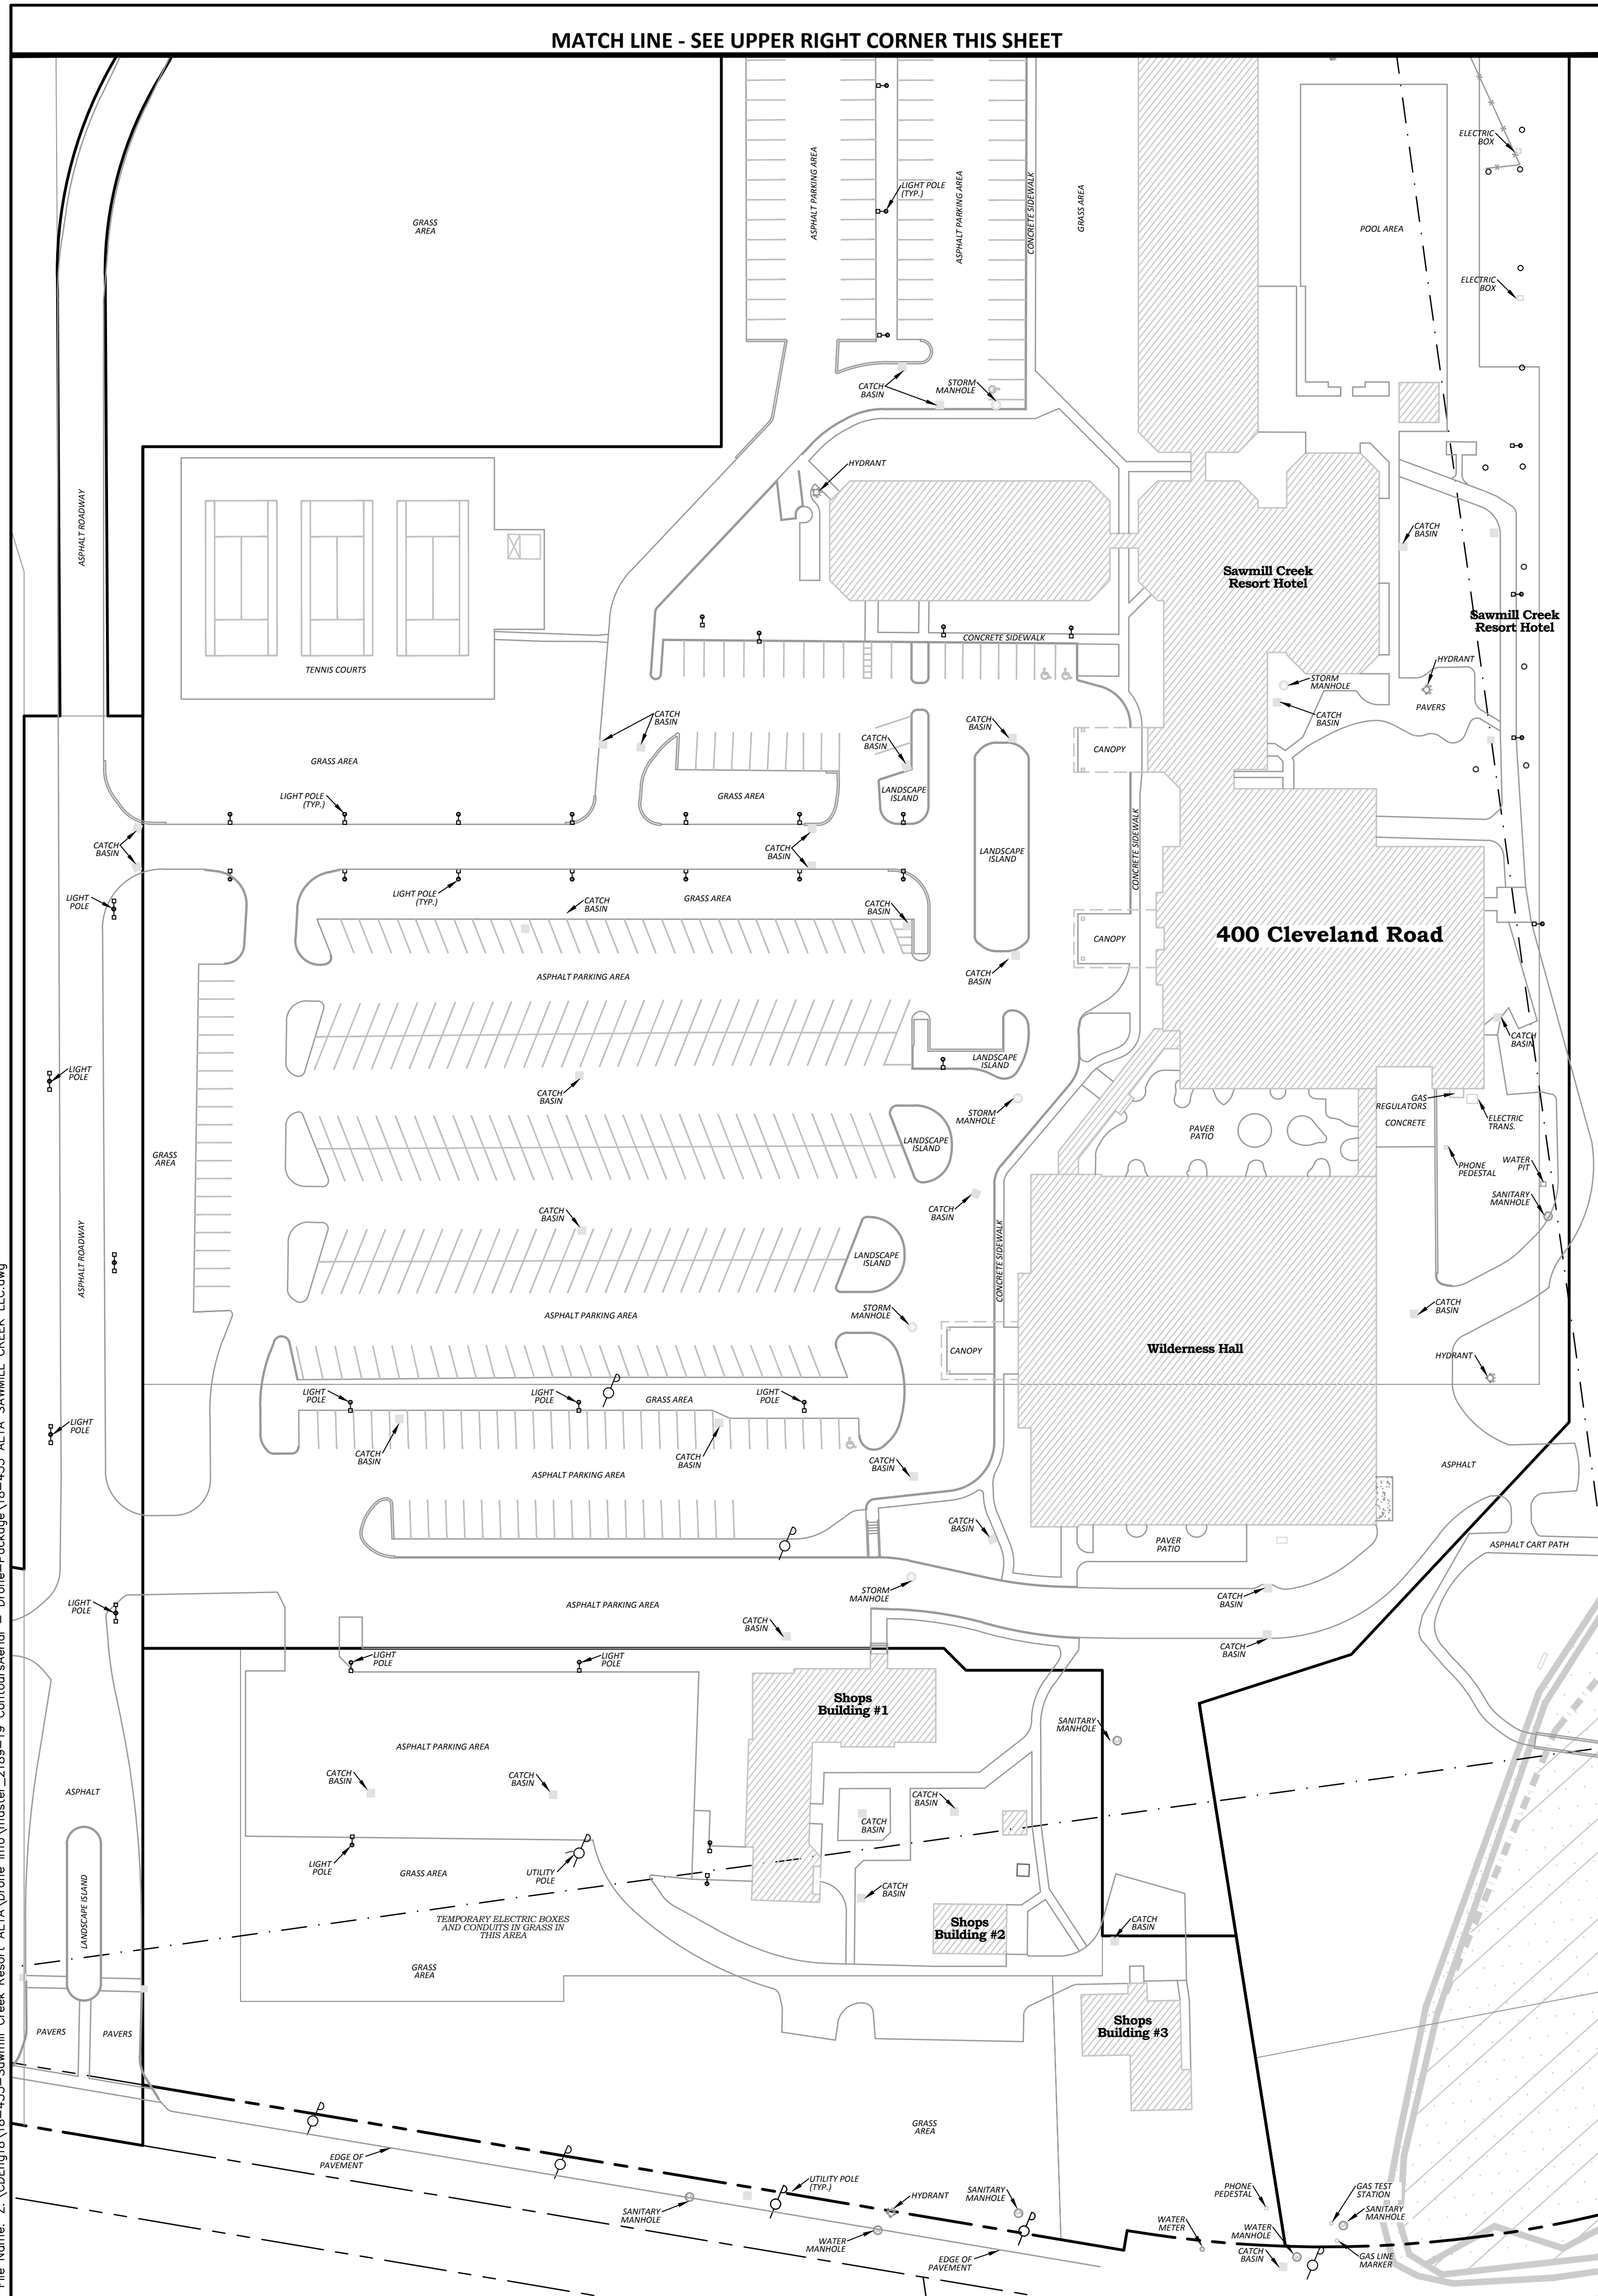 MATCH LINE - SEE UPPER RIGHT CORNER THIS SHEET
GRASS
AREA
ASPHALT PARKING AREA
LIGHT POLE
(TYP.)
ASPHALT PARKING AREA
CONCRETE SIDEWALK
GRASS AREA
POOL AREA
ELECTRIC
BOX
ELECTRIC
BOX
CATCH
BASIN
STORM
MANHOLE
ASPHALT ROADWAY
HYDRANT
CATCH
BASIN
Sawmill Creek
Resort Hotel
Sawmill Creek
Resort Hotel
TENNIS COURTS
CONCRETE SIDEWALK
HYDRANT
STORM
MANHOLE
PAVERS
CATCH
BASIN
CATCH
BASIN
CATCH
BASIN
CATCH
BASIN
CANOPY
GRASS AREA
GRASS AREA
LANDSCAPE
ISLAND
LIGHT POLE
(TYP.)
CATCH
BASIN
CATCH
BASIN
LANDSCAPE
ISLAND
CONCRETE SIDEWALK
LIGHT
POLE
LIGHT POLE
(TYP.)
CATCH
BASIN
GRASS AREA
CATCH
BASIN
CANOPY
400 Cleveland Road
ASPHALT PARKING AREA
CATCH
BASIN
CATCH
BASIN
LIGHT
POLE
LANDSCAPE
ISLAND
CATCH
BASIN
STORM
MANHOLE
GAS
REGULATORS
CONCRETE
ELECTRIC
TRANS.
PAVER
PATIO
LANDSCAPE
ISLAND
GRASS
AREA
PHONE
PEDESTAL
WATER
PIT
SANITARY
MANHOLE
CATCH
BASIN
CATCH
BASIN
ASPHALT ROADWAY
LANDSCAPE
ISLAND
CONCRETE SIDEWALK
ASPHALT PARKING AREA
STORM
MANHOLE
CATCH
BASIN
CANOPY
Wilderness Hall
HYDRANT
LIGHT
POLE
LIGHT
POLE
GRASS AREA
LIGHT
POLE
LIGHT
POLE
CATCH
BASIN
CATCH
BASIN
CATCH
BASIN
ASPHALT PARKING AREA
ASPHALT
CATCH
BASIN
PAVER
PATIO
ASPHALT CART PATH
LIGHT
POLE
ASPHALT PARKING AREA
STORM
MANHOLE
CATCH
BASIN
CATCH
BASIN
CATCH
BASIN
LIGHT
POLE
LIGHT
POLE
Shops
Building #1
SANITARY
MANHOLE
ASPHALT PARKING AREA
CATCH
BASIN
CATCH
BASIN
ASPHALT
CATCH
BASIN
CATCH
BASIN
LIGHT
POLE
GRASS AREA
UTILITY
POLE
CATCH
BASIN
LANDSCAPE ISLAND
TEMPORARY ELECTRIC BOXES
AND CONDUITS IN GRASS IN
THIS AREA
Shops
Building #2
CATCH
BASIN
GRASS
AREA
PAVERS
PAVERS
Shops
Building #3
GRASS
AREA
EDGE OF
PAVEMENT
UTILITY POLE
(TYP.)
HYDRANT
SANITARY
MANHOLE
SANITARY
MANHOLE
WATER
MANHOLE
EDGE OF
PAVEMENT
PHONE
PEDESTAL
GAS TEST
STATION
SANITARY
MANHOLE
WATER
METER
WATER
MANHOLE
CATCH
BASIN
GAS LINE
MARKER